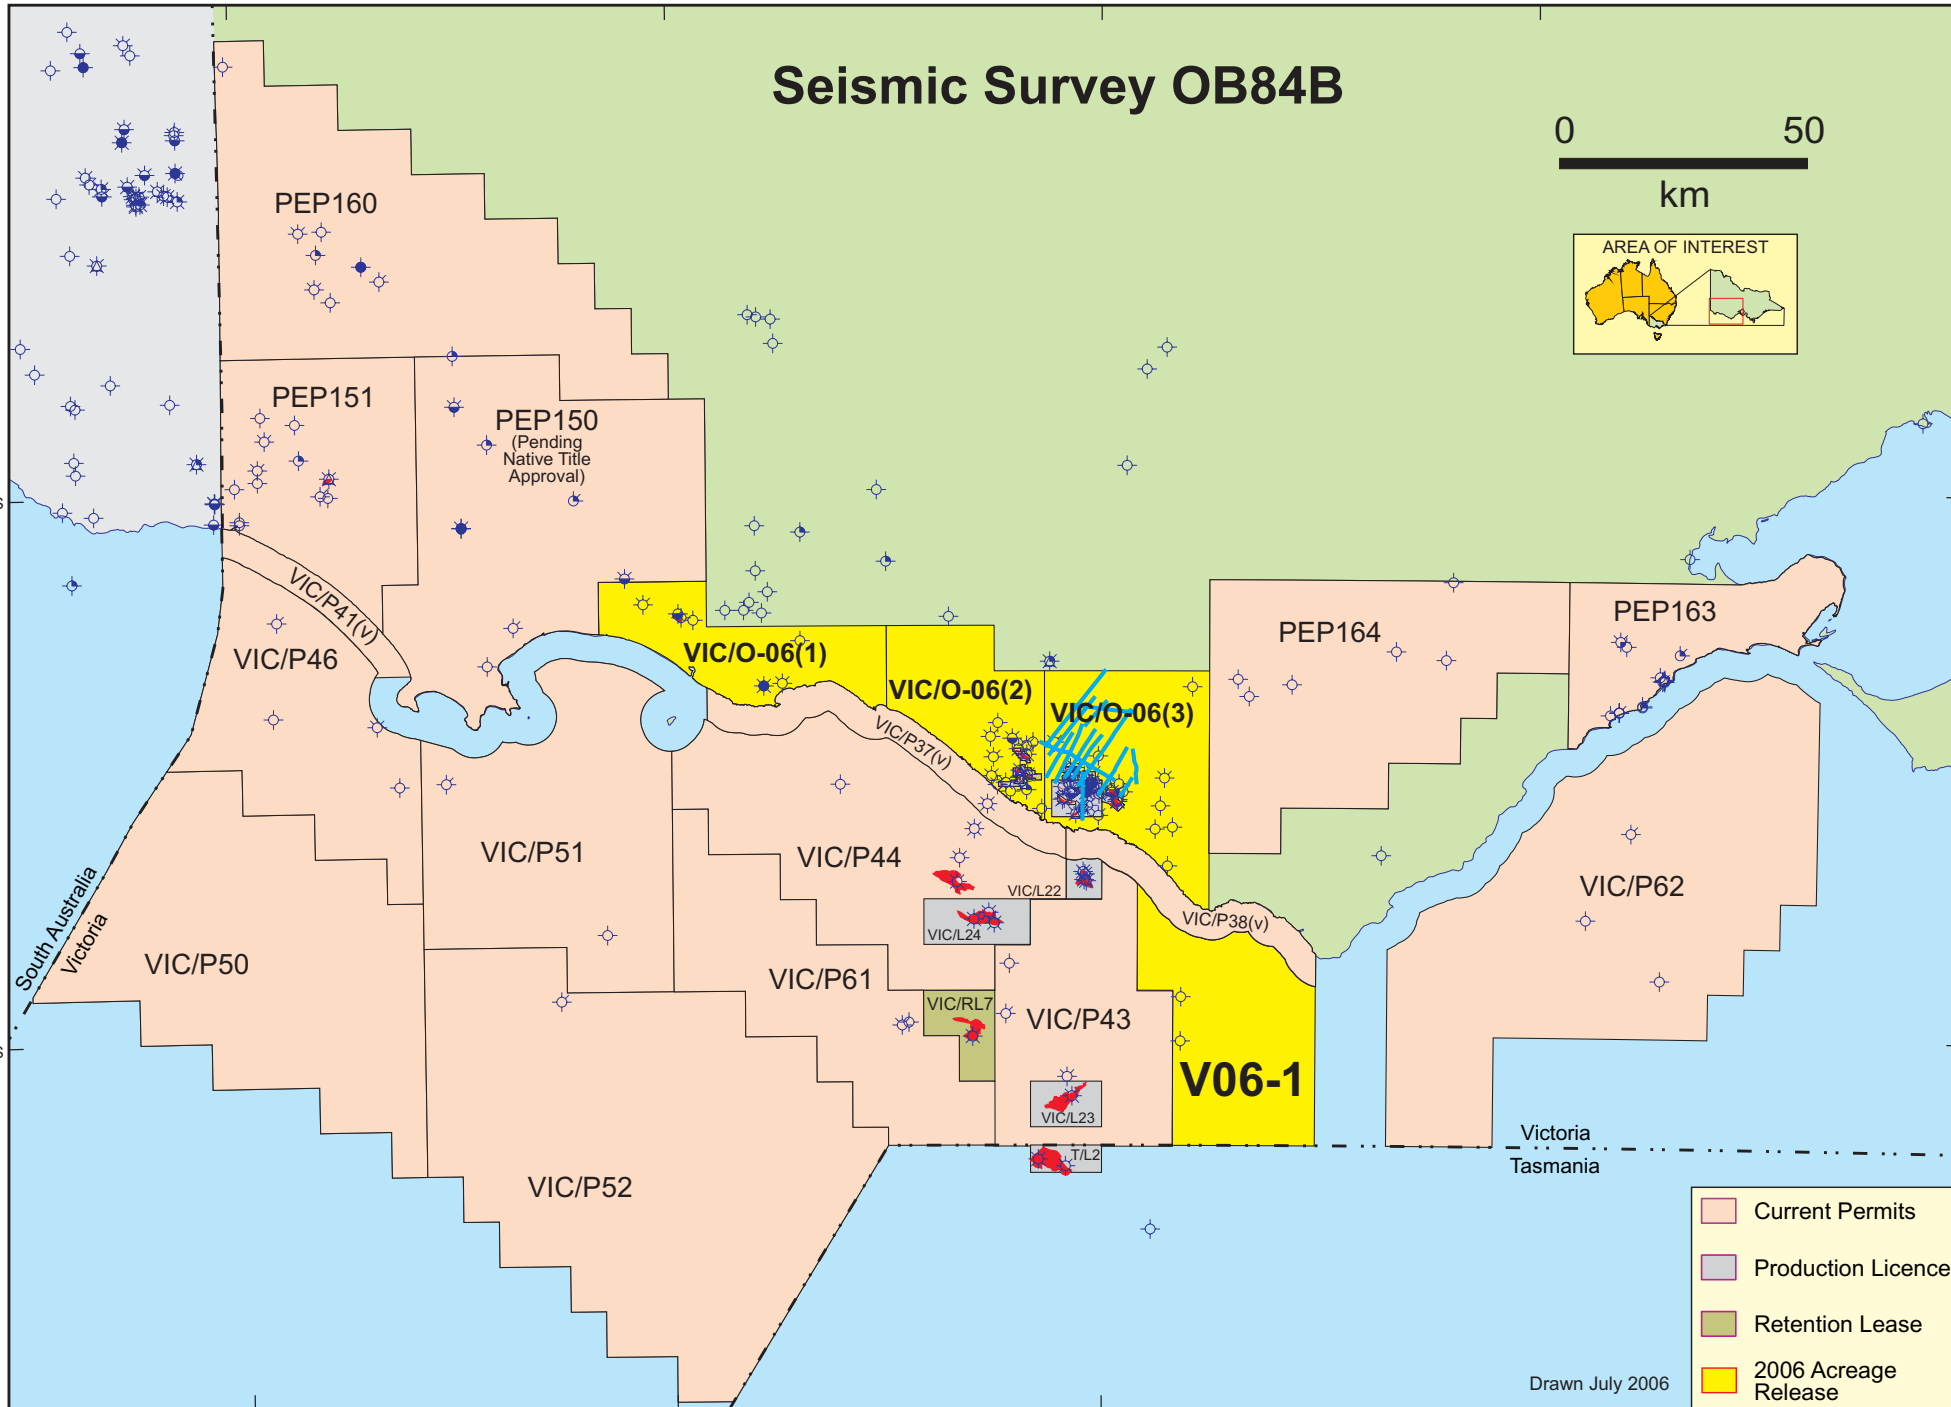 Seismic Survey OB84B
0 50
km
AREA OF INTEREST
PEP160
PEP151
PEP150
(Pending
Native Title
Approval)
VIC/P41(v)
VIC/P46
VIC/O-06(1)
VIC/O-06(2)
VIC/O-06(3)
PEP164
PEP163
VIC/P37(v)
VIC/P51
VIC/P44
VIC/L22
VIC/P62
VIC/P38(v)
VIC/L24
South Australia
Victoria
VIC/P50
VIC/P61
VIC/RL7
VIC/P43
V06-1
VIC/L23
T/L2
Victoria
Tasmania
VIC/P52
Current Permits
Production Licence
Retention Lease
2006 Acreage
Release
Drawn July 2006